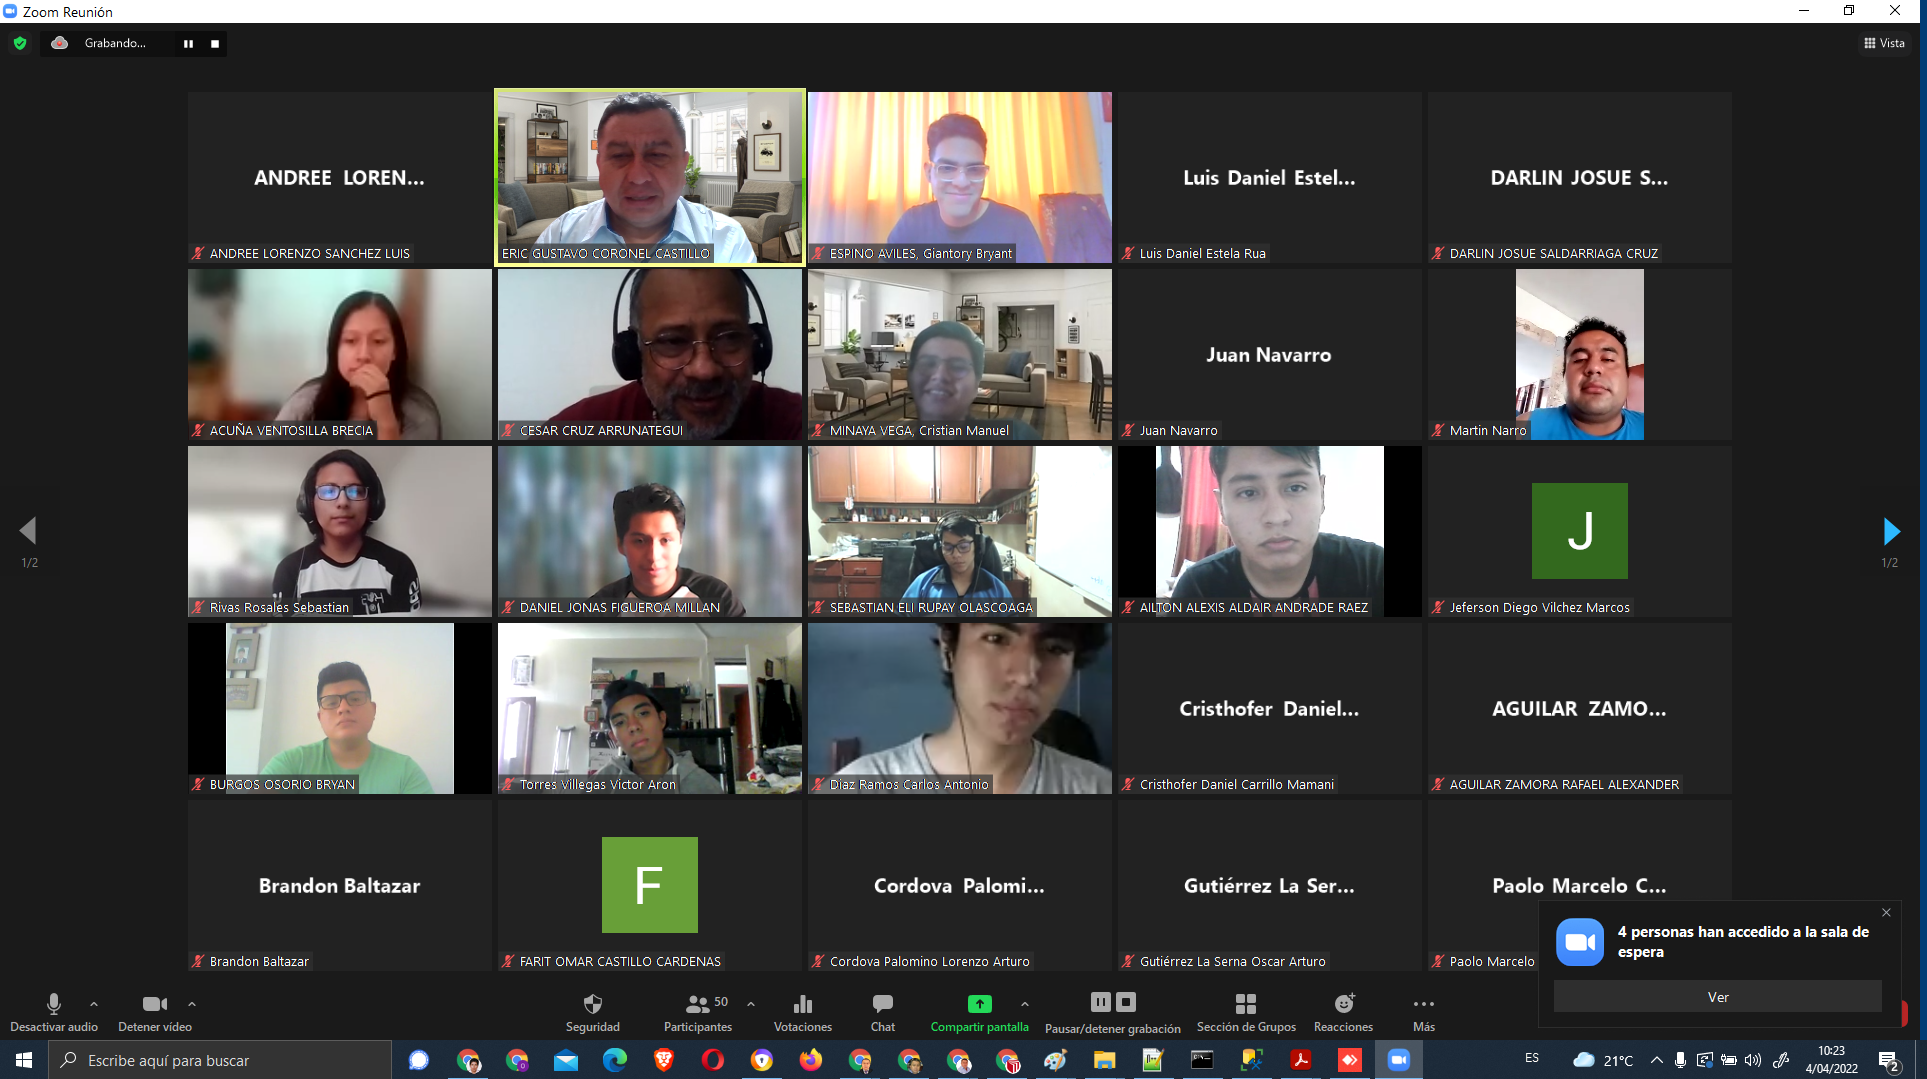 Zoom Reunión
Grabando...
Vista
ANDREE LOREN...
ANDREE LORENZO SANCHEZ LUIS
ERIC GUSTAVO CORONEL CASTILLO
ESPINO AVILES, Giantory Bryant
Luis Daniel Estel...
Luis Daniel Estela Rua
DARLIN JOSUE S...
DARLIN JOSUE SALDARRIAGA CRUZ
ACUÑA VENTOSILLA BRECIA
CESAR CRUZ ARRUNATEGUI
MINAYA VEGA, Cristian Manuel
Juan Navarro
Juan Navarro
Martin Narro
Rivas Rosales Sebastian
DANIEL JONAS FIGUEROA MILLAN
SEBASTIAN ELI RUPAY OLASCOAGA
AILTON ALEXIS ALDAIR ANDRADE RAEZ
J
Jeferson Diego Vilchez Marcos
1/2
1/2
BURGOS OSORIO BRYAN
Torres Villegas Victor Aron
Diaz Ramos Carlos Antonio
Cristhofer Daniel...
Cristhofer Daniel Carrillo Mamani
AGUILAR ZAMO...
AGUILAR ZAMORA RAFAEL ALEXANDER
Brandon Baltazar
Brandon Baltazar
F
FARIT OMAR CASTILLO CARDENAS
Cordova Palomi...
Cordova Palomino Lorenzo Arturo
Gutiérrez La Ser...
Gutiérrez La Serna Oscar Arturo
Paolo Marcelo C...
Paolo Marcelo
4 personas han accedido a la sala de
espera
Ver
Desactivar audio
Detener vídeo
Seguridad
50
Participantes
Votaciones
Chat
Compartir pantalla
Pausar/detener grabación
Sección de Grupos
Reacciones
Más
Escribe aquí para buscar
ES
21°C
10:23
4/04/2022
2